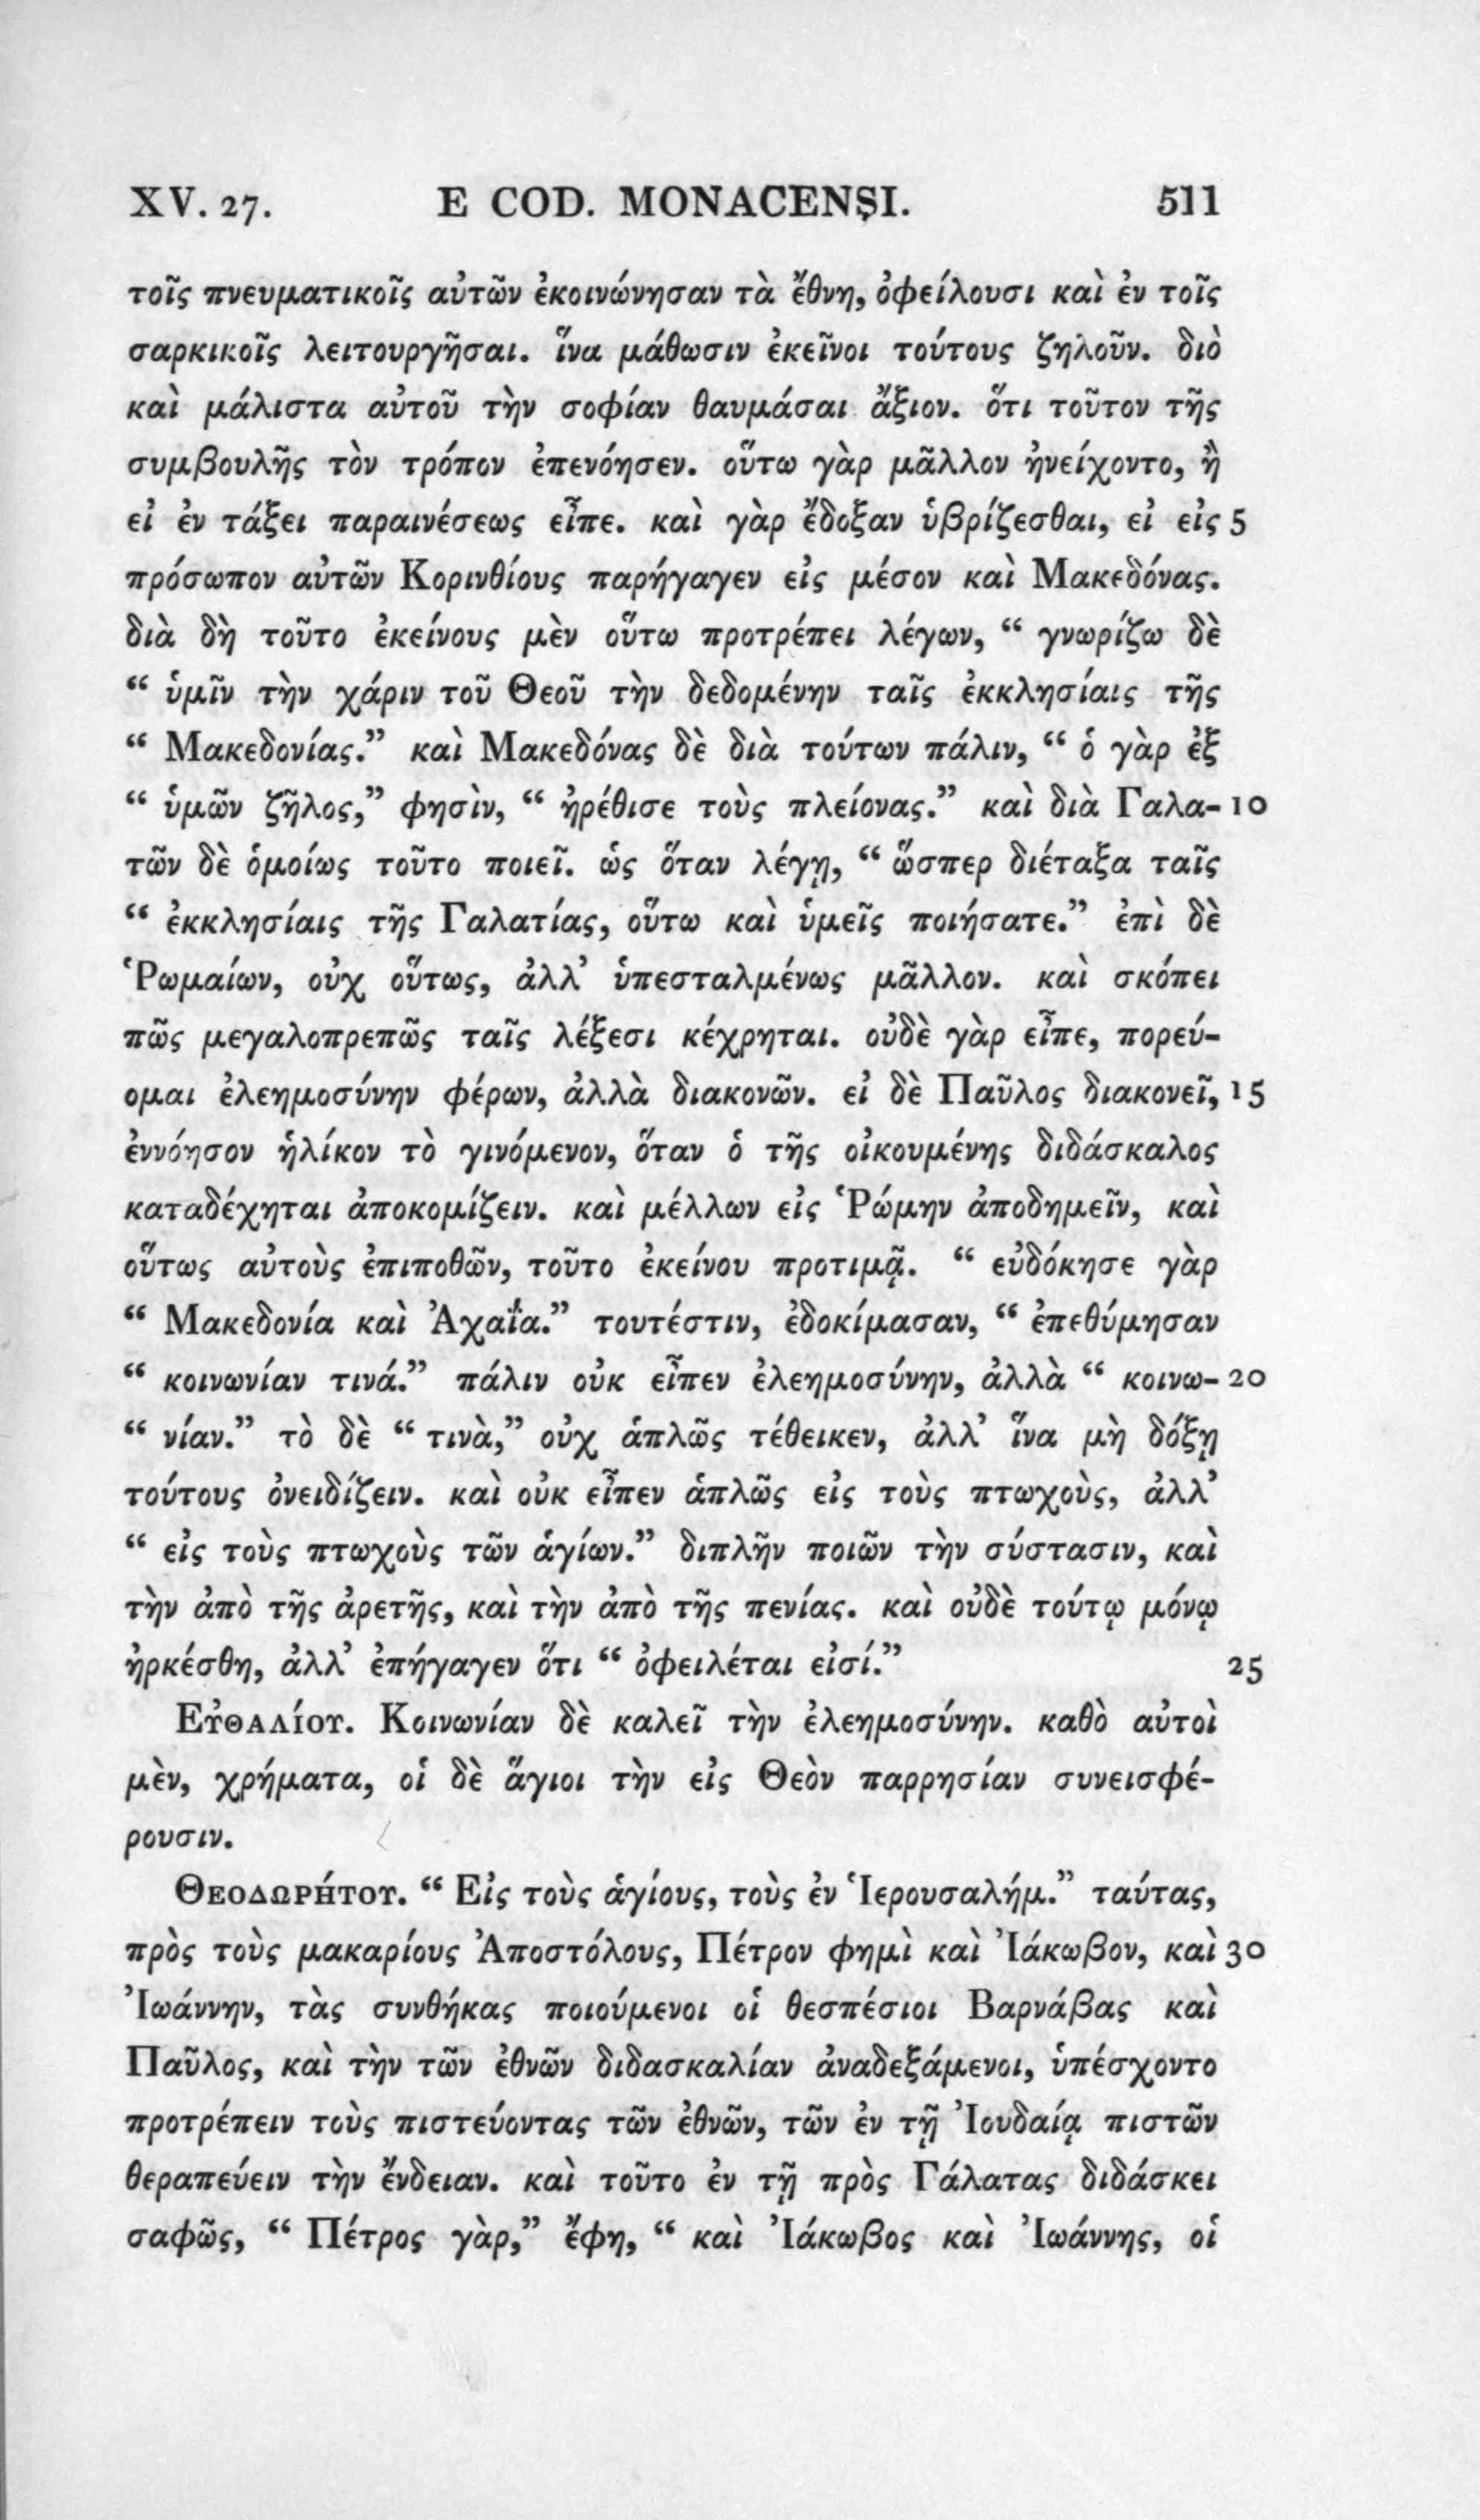 XV. 27. E COD. MONACENSI. 511
τοῖς πνευματικοῖς αὐτῶν ἐκοινώνησαν τὰ ἔθνη, ὀφείλουσι καὶ ἐν τοῖς
σαρκικοῖς λειτουργῆσαι. ἵνα μάθωσιν ἐκεῖνοι τούτους ζηλοῦν. διὸ
καὶ μάλιστα αὐτοῦ τὴν σοφίαν θαυμάσαι ἄξιον. ὅτι τοῦτον τῆς
συμβουλῆς τὸν τρόπον ἐπενόησεν. οὕτω γὰρ μᾶλλον ἠνείχοντο, ἢ
εἰ ἐν τάξει παραινέσεως εἶπε. καὶ γὰρ ἔδοξαν ὑβρίζεσθαι, εἰ εἰς 5
πρόσωπον αὐτῶν Κορινθίους παρήγαγεν εἰς μέσον καὶ Μακεδόνας.
διὰ δὴ τοῦτο ἐκείνους μὲν οὕτω προτρέπει λέγων, “ γνωρίζω δὲ
“ ὑμῖν τὴν χάριν τοῦ Θεοῦ τὴν δεδομένην ταῖς ἐκκλησίαις τῆς
“ Μακεδονίας.” καὶ Μακεδόνας δὲ διὰ τούτων πάλιν, “ ὁ γὰρ ἐξ
“ ὑμῶν ζῆλος,” φησὶν, “ ἠρέθισε τοὺς πλείονας.” καὶ διὰ Γαλα- 10
τῶν δὲ ὁμοίως τοῦτο ποιεῖ. ὡς ὅταν λέγῃ, “ ὥσπερ διέταξα ταῖς
“ ἐκκλησίαις τῆς Γαλατίας, οὕτω καὶ ὑμεῖς ποιήσατε.” ἐπὶ δὲ
Ῥωμαίων, οὐχ οὕτως, ἀλλ’ ὑπεσταλμένως μᾶλλον. καὶ σκόπει
πῶς μεγαλοπρεπῶς ταῖς λέξεσι κέχρηται. οὐδὲ γὰρ εἶπε, πορεύ-
ομαι ἐλεημοσύνην φέρων, ἀλλὰ διακονῶν. εἰ δὲ Παῦλος διακονεῖ, 15
ἐννόησον ἡλίκον τὸ γινόμενον, ὅταν ὁ τῆς οἰκουμένης διδάσκαλος
καταδέχηται ἀποκομίζειν. καὶ μέλλων εἰς Ῥώμην ἀποδημεῖν, καὶ
οὕτως αὐτοὺς ἐπιποθῶν, τοῦτο ἐκείνου προτιμᾷ. “ εὐδόκησε γὰρ
“ Μακεδονία καὶ Ἀχαΐα.” τουτέστιν, ἐδοκίμασαν, “ ἐπεθύμησαν
“ κοινωνίαν τινά.” πάλιν οὐκ εἶπεν ἐλεημοσύνην, ἀλλὰ “ κοινω- 20
“ νίαν.” τὸ δὲ “ τινὰ,” οὐχ ἁπλῶς τέθεικεν, ἀλλ’ ἵνα μὴ δόξῃ
τούτους ὀνειδίζειν. καὶ οὐκ εἶπεν ἁπλῶς εἰς τοὺς πτωχοὺς, ἀλλ’
“ εἰς τοὺς πτωχοὺς τῶν ἁγίων.” διπλῆν ποιῶν τὴν σύστασιν, καὶ
τὴν ἀπὸ τῆς ἀρετῆς, καὶ τὴν ἀπὸ τῆς πενίας. καὶ οὐδὲ τούτῳ μόνῳ
ἠρκέσθη, ἀλλ’ ἐπήγαγεν ὅτι “ ὀφειλέται εἰσί.” 25
Εὐθαλίου. Κοινωνίαν δὲ καλεῖ τὴν ἐλεημοσύνην. καθὸ αὐτοὶ
μὲν, χρήματα, οἱ δὲ ἅγιοι τὴν εἰς Θεὸν παρρησίαν συνεισφέ-
ρουσιν.
Θεοδωρήτου. “ Εἰς τοὺς ἁγίους, τοὺς ἐν Ἱερουσαλήμ.” ταύτας,
πρὸς τοὺς μακαρίους Ἀποστόλους, Πέτρον φημὶ καὶ Ἰάκωβον, καὶ 30
Ἰωάννην, τὰς συνθήκας ποιούμενοι οἱ θεσπέσιοι Βαρνάβας καὶ
Παῦλος, καὶ τὴν τῶν ἐθνῶν διδασκαλίαν ἀναδεξάμενοι, ὑπέσχοντο
προτρέπειν τοὺς πιστεύοντας τῶν ἐθνῶν, τῶν ἐν τῇ Ἰουδαίᾳ πιστῶν
θεραπεύειν τὴν ἔνδειαν. καὶ τοῦτο ἐν τῇ πρὸς Γάλατας διδάσκει
σαφῶς, “ Πέτρος γὰρ,” ἔφη, “ καὶ Ἰάκωβος καὶ Ἰωάννης, οἱ